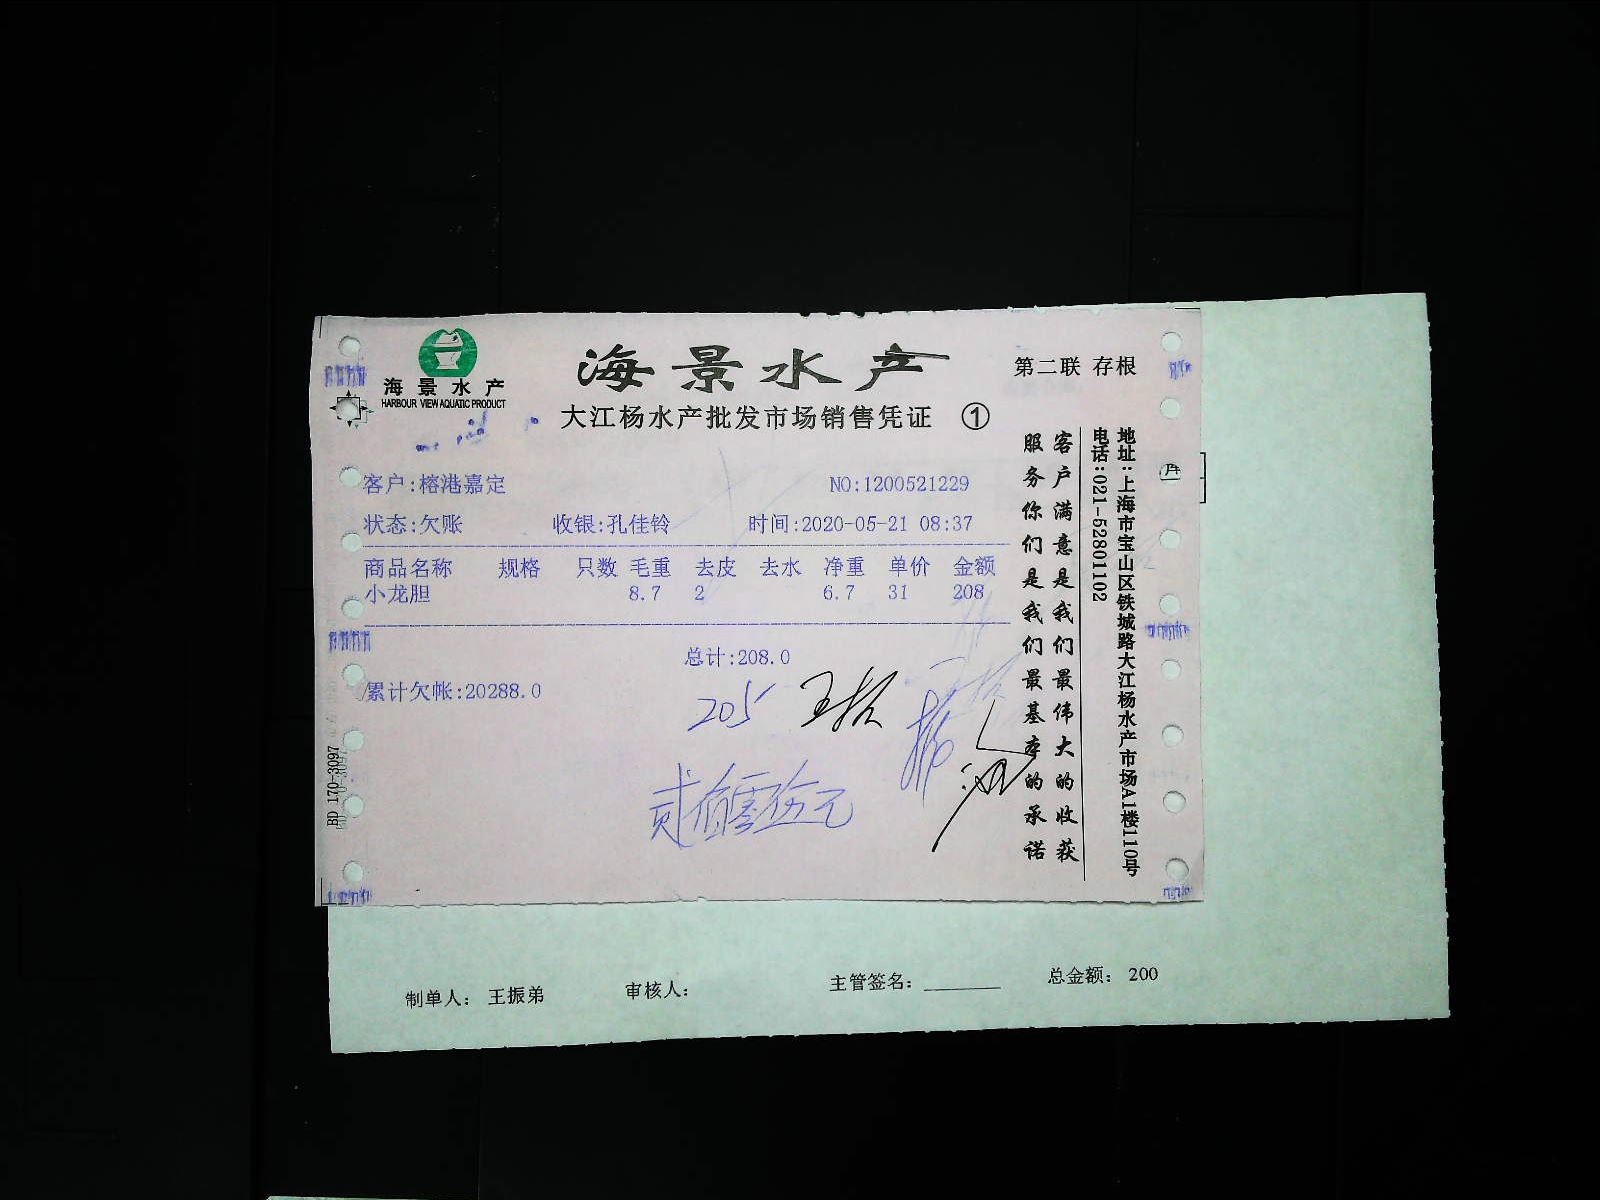 海景水产
HARBOUR VIEW AQUATIC PRODUCT
海景水产
第二联 存根
大江杨水产批发市场销售凭证 ①
客户:榕港嘉定 NO:1200521229
状态:欠账 收银:孔佳铃 时间:2020-05-21 08:37
商品名称 规格 只数 毛重 去皮 去水 净重 单价 金额
小龙胆 8.7 2 6.7 31 208
总计:208.0
累计欠帐:20288.0
205
贰佰零伍元
客户满意是我们最伟大的收获
服务你们是我们最基本的承诺
地址:上海市宝山区铁城路大江杨水产市场A1楼110号
电话:021-52801102
BD 170-3097
制单人: 王振弟 审核人: 主管签名: 总金额: 200